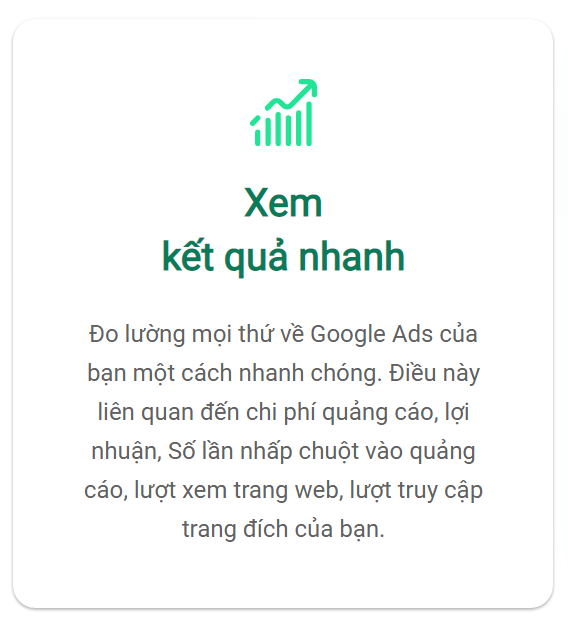 Xem
kết quả nhanh
Đo lường mọi thứ về Google Ads của
bạn một cách nhanh chóng. Điều này
liên quan đến chi phí quảng cáo, lợi
nhuận, Số lần nhấp chuột vào quảng
cáo, lượt xem trang web, lượt truy cập
trang đích của bạn.